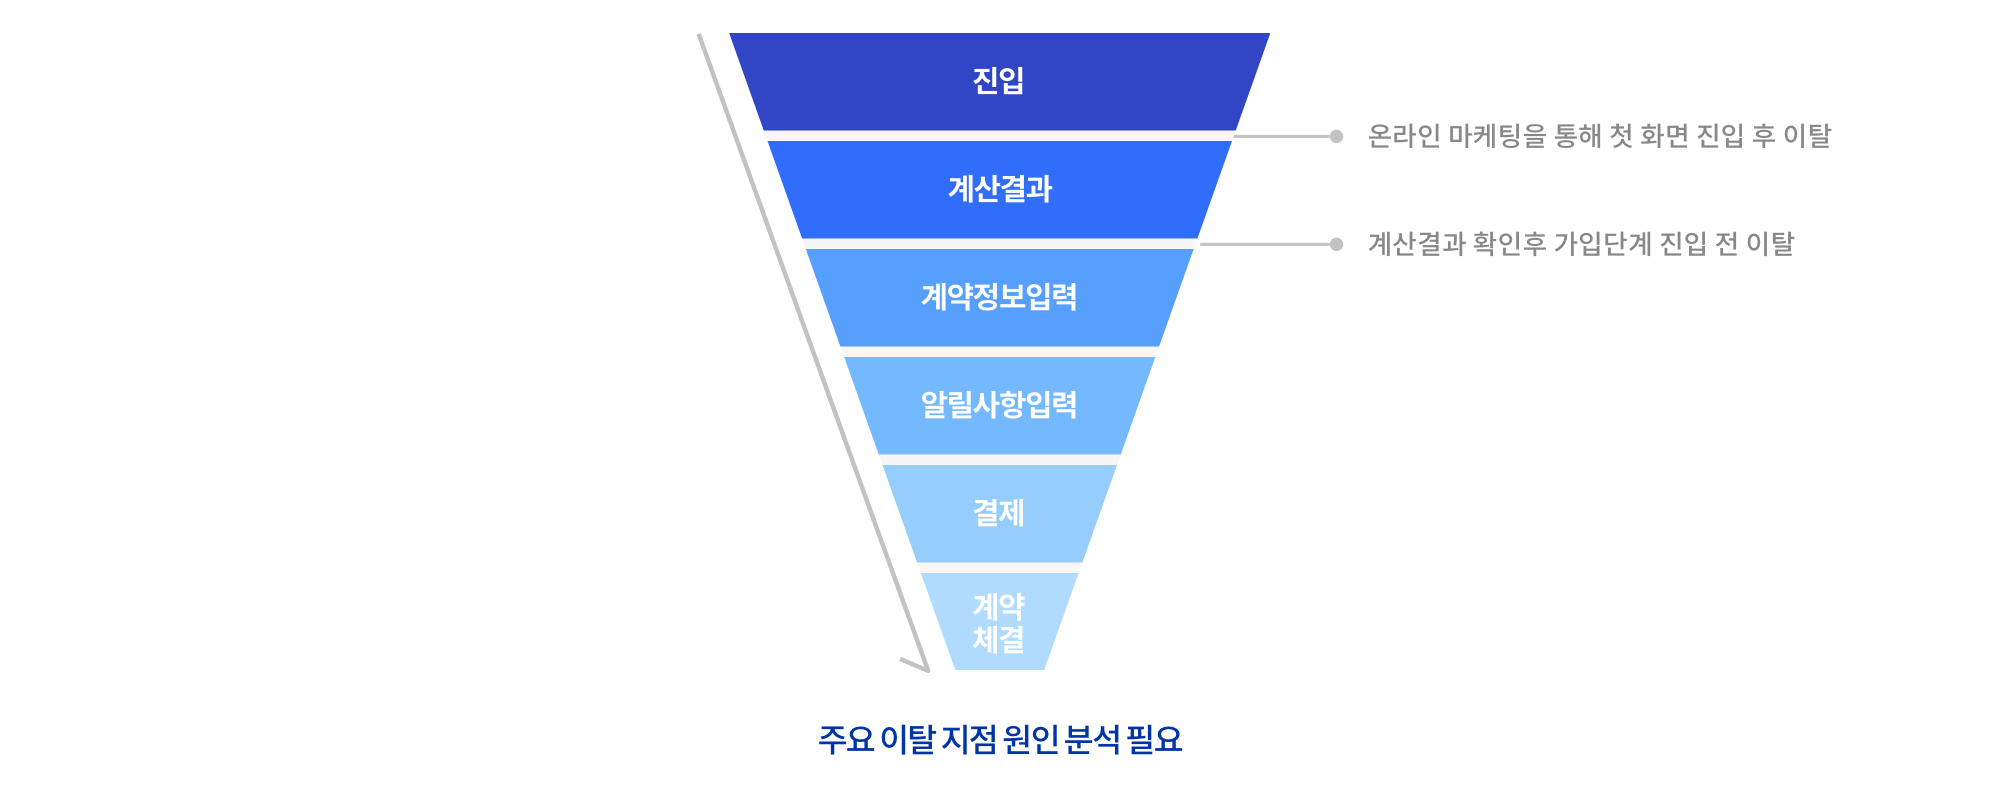 진입
온라인 마케팅을 통해 첫 화면 진입 후 이탈
계산결과
계산결과 확인후 가입단계 진입 전 이탈
계약정보입력
알릴사항입력
결제
계약
체결
주요 이탈 지점 원인 분석 필요